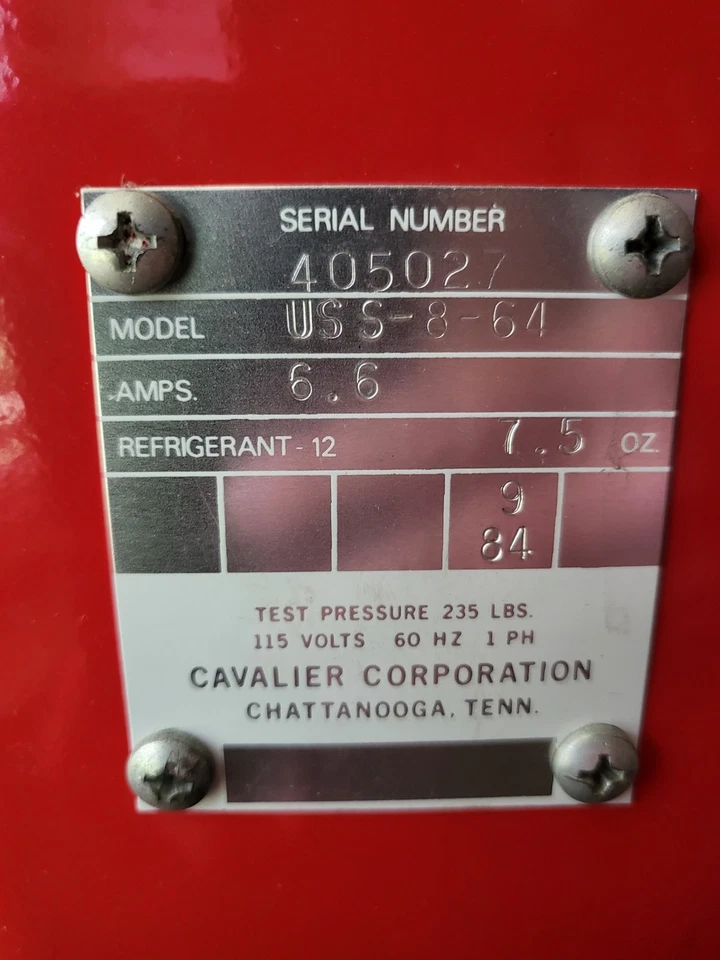 SERIAL NUMBER
405027
MODEL USS-8-64
AMPS. 6.6
REFRIGERANT-12 7.5 OZ.
9
84
TEST PRESSURE 235 LBS.
115 VOLTS 60 HZ 1 PH
CAVALIER CORPORATION
CHATTANOOGA, TENN.